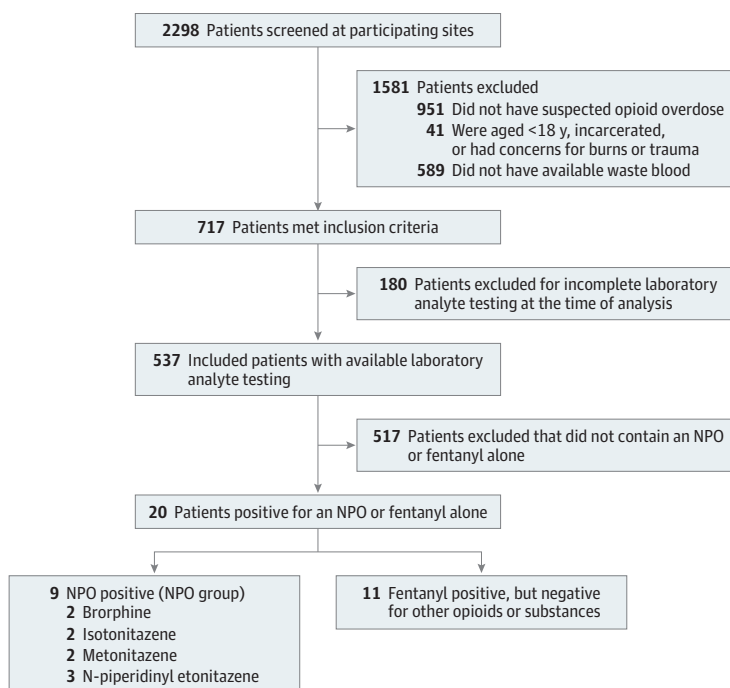 2298 Patients screened at participating sites
1581 Patients excluded
951 Did not have suspected opioid overdose
41 Were aged <18 y, incarcerated,
or had concerns for burns or trauma
589 Did not have available waste blood
717 Patients met inclusion criteria
180 Patients excluded for incomplete laboratory
analyte testing at the time of analysis
537 Included patients with available laboratory
analyte testing
517 Patients excluded that did not contain an NPO
or fentanyl alone
20 Patients positive for an NPO or fentanyl alone
9 NPO positive (NPO group)
2 Brorphine
2 Isotonitazene
2 Metonitazene
3 N-piperidinyl etonitazene
11 Fentanyl positive, but negative
for other opioids or substances